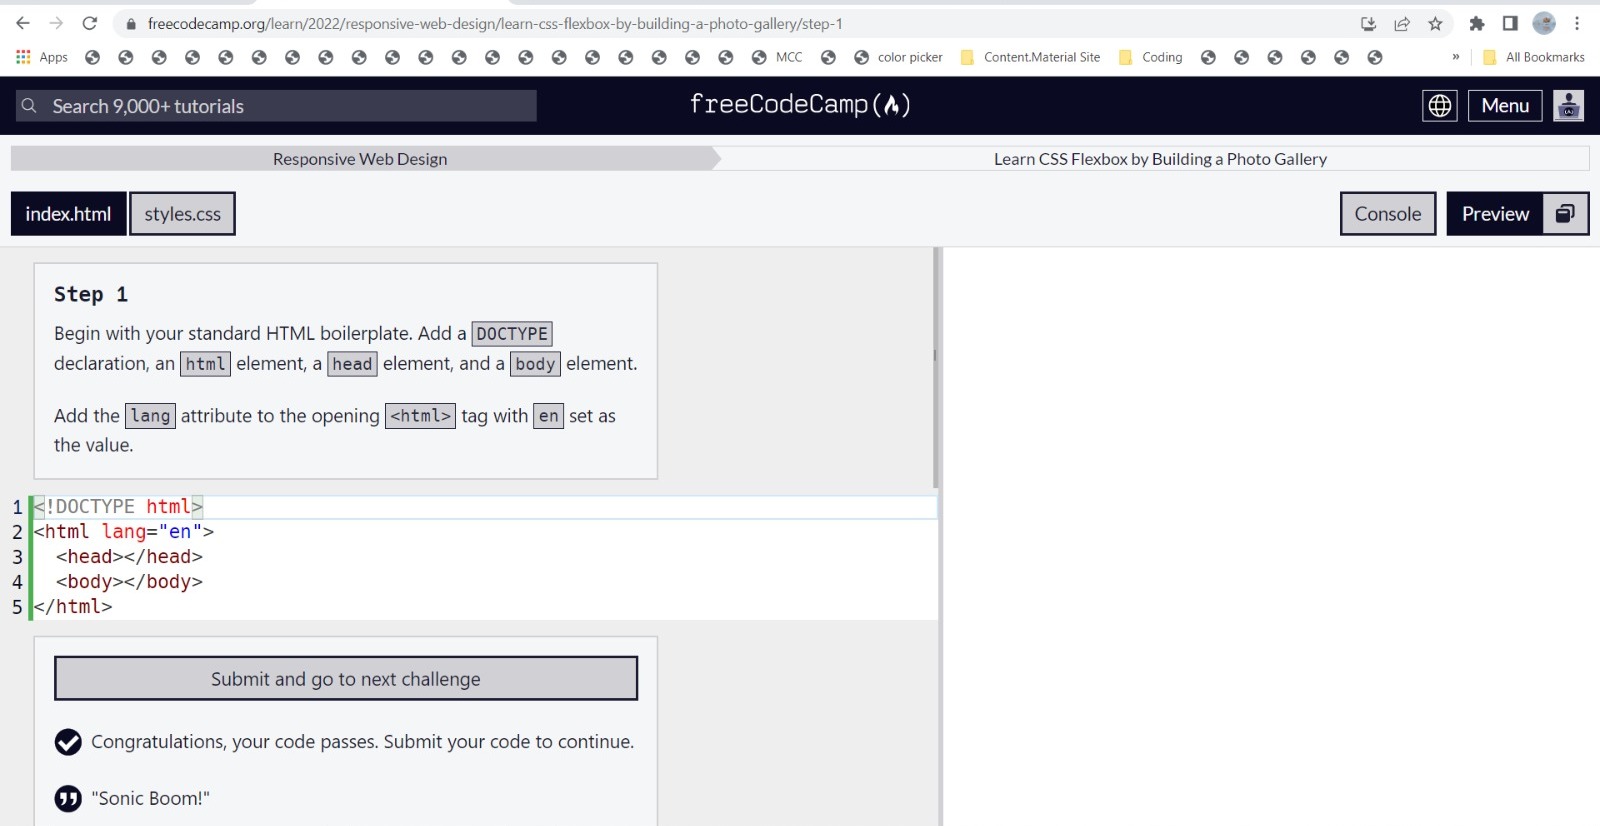 freecodecamp.org/learn/2022/responsive-web-design/learn-css-flexbox-by-building-a-photo-gallery/step-1
Apps MCC color picker Content.Material Site Coding » All Bookmarks
Search 9,000+ tutorials freeCodeCamp Menu
Responsive Web Design Learn CSS Flexbox by Building a Photo Gallery
index.html styles.css Console Preview
Step 1
Begin with your standard HTML boilerplate. Add a DOCTYPE
declaration, an html element, a head element, and a body element.
Add the lang attribute to the opening <html> tag with en set as
the value.
1 <!DOCTYPE html>
2 <html lang="en">
3   <head></head>
4   <body></body>
5 </html>
Submit and go to next challenge
Congratulations, your code passes. Submit your code to continue.
"Sonic Boom!"